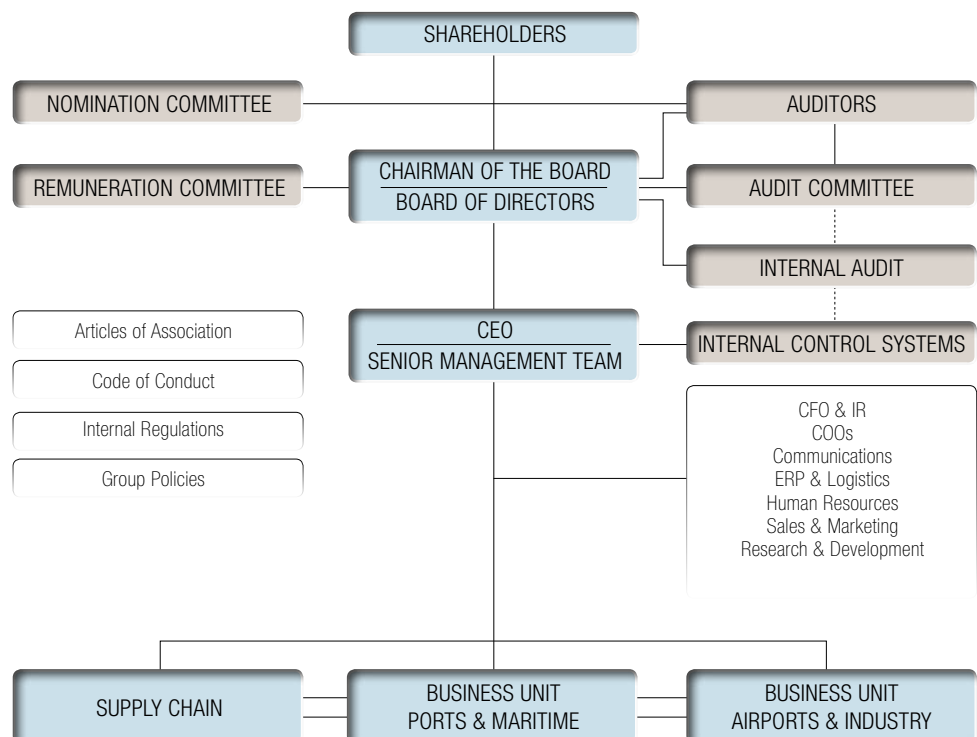 SHAREHOLDERS
NOMINATION COMMITTEE
AUDITORS
REMUNERATION COMMITTEE
CHAIRMAN OF THE BOARD
BOARD OF DIRECTORS
AUDIT COMMITTEE
INTERNAL AUDIT
CEO
SENIOR MANAGEMENT TEAM
INTERNAL CONTROL SYSTEMS
Articles of Association
Code of Conduct
Internal Regulations
Group Policies
CFO & IR
COOs
Communications
ERP & Logistics
Human Resources
Sales & Marketing
Research & Development
SUPPLY CHAIN
BUSINESS UNIT
PORTS & MARITIME
BUSINESS UNIT
AIRPORTS & INDUSTRY